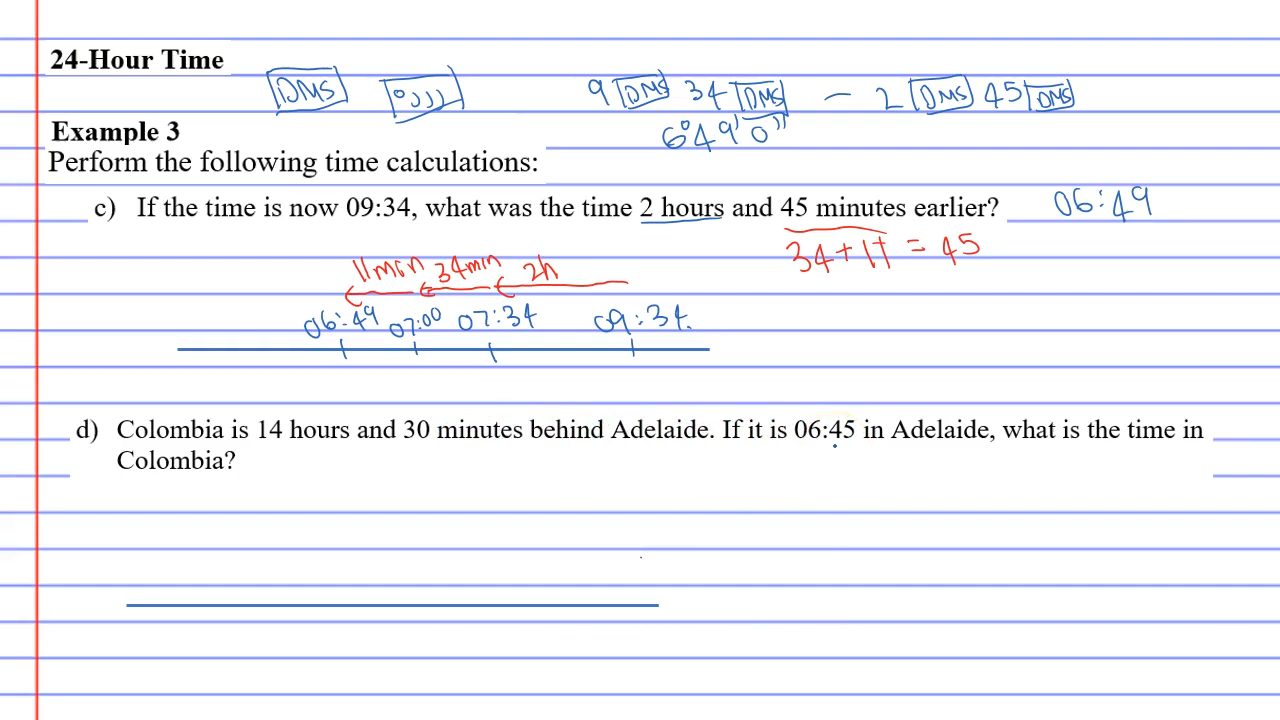 24-Hour Time
DMS ° , , , 9 DMS 34 DMS − 2 DMS 45 DMS
6°49'0"
Example 3
Perform the following time calculations:
c) If the time is now 09:34, what was the time 2 hours and 45 minutes earlier? 06:49
34+11 = 45
11min 34min 2h
06:49 07:00 07:34 09:34
d) Colombia is 14 hours and 30 minutes behind Adelaide. If it is 06:45 in Adelaide, what is the time in
Colombia?